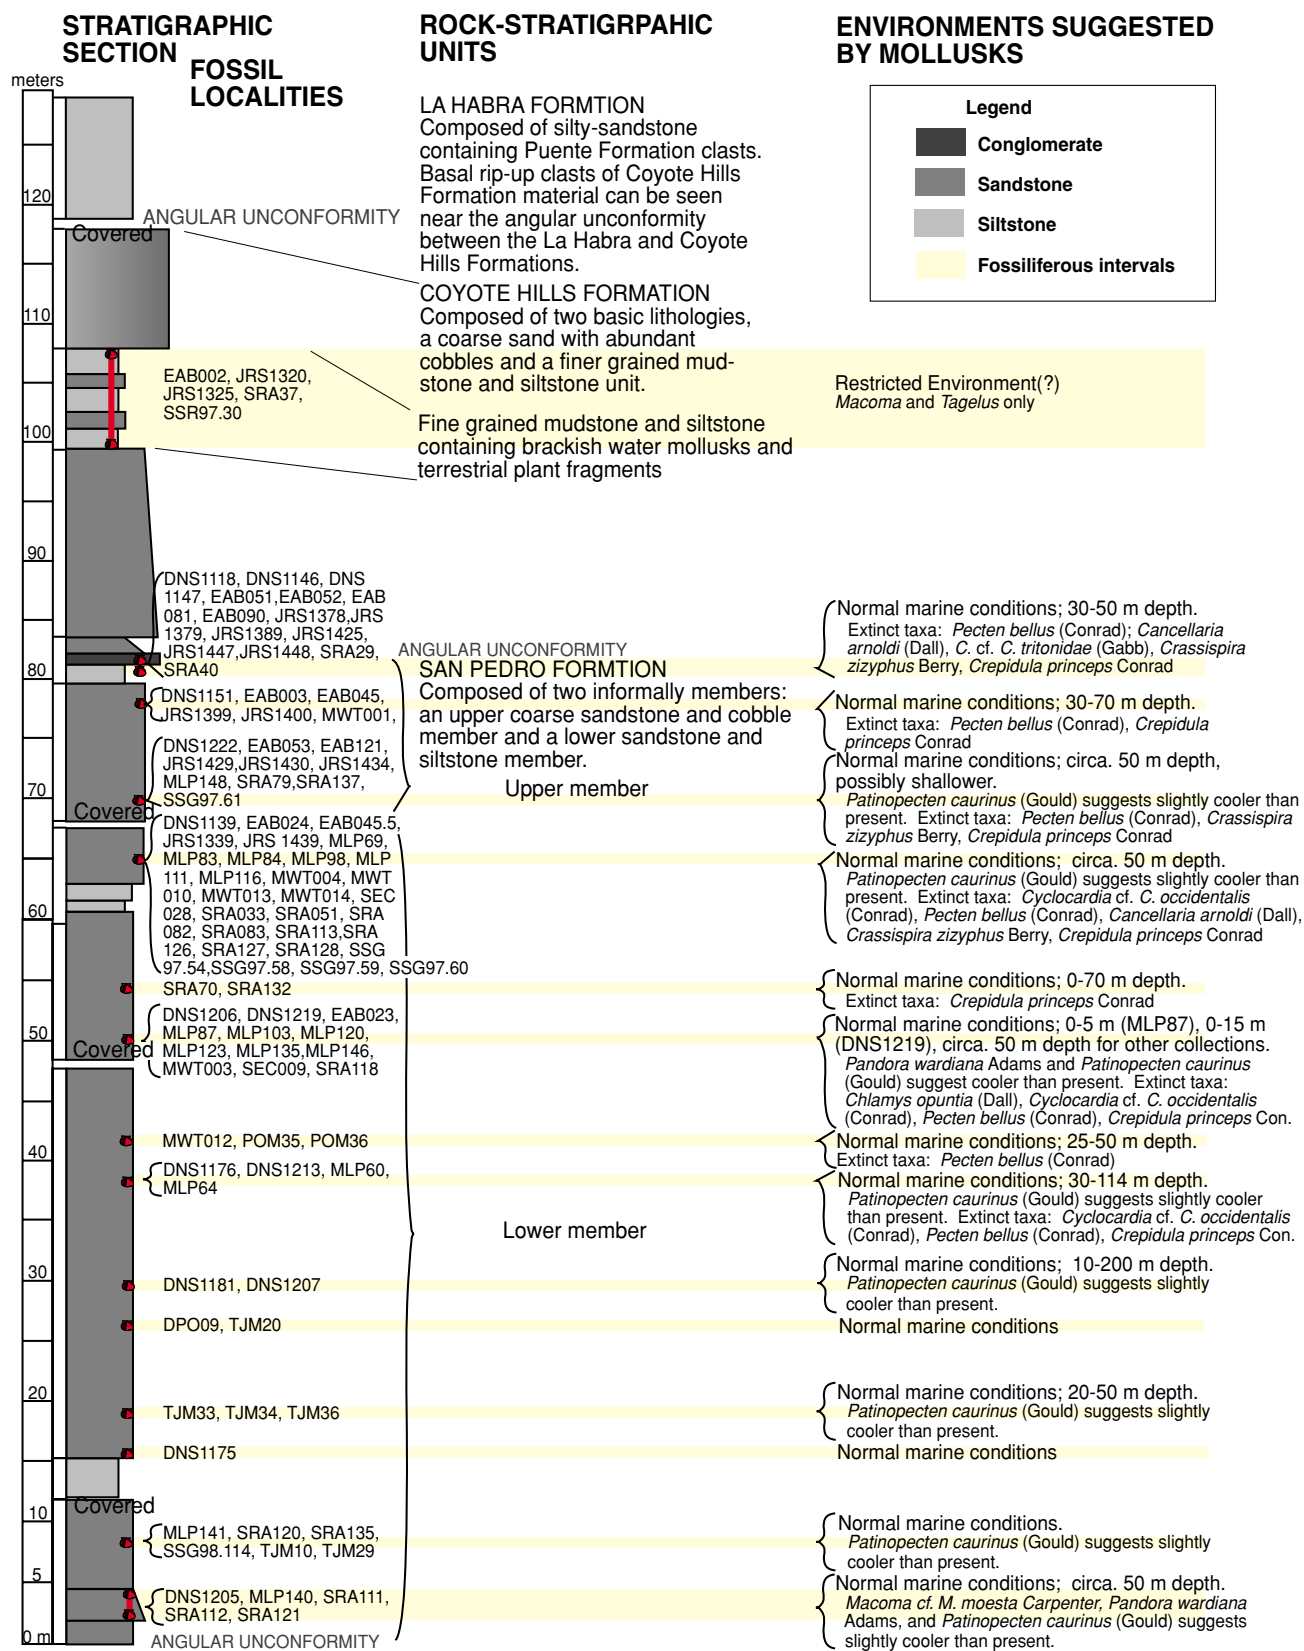 STRATIGRAPHIC
SECTION
FOSSIL
LOCALITIES
ROCK-STRATIGRPAHIC
UNITS
ENVIRONMENTS SUGGESTED
BY MOLLUSKS
meters
120
110
100
90
80
70
60
50
40
30
20
10
5
0 m
Legend
Conglomerate
Sandstone
Siltstone
Fossiliferous intervals
LA HABRA FORMTION
Composed of silty-sandstone
containing Puente Formation clasts.
Basal rip-up clasts of Coyote Hills
Formation material can be seen
near the angular unconformity
between the La Habra and Coyote
Hills Formations.
ANGULAR UNCONFORMITY
Covered
COYOTE HILLS FORMATION
Composed of two basic lithologies,
a coarse sand with abundant
cobbles and a finer grained mud-
stone and siltstone unit.
EAB002, JRS1320,
JRS1325, SRA37,
SSR97.30
Restricted Environment(?)
Macoma and Tagelus only
Fine grained mudstone and siltstone
containing brackish water mollusks and
terrestrial plant fragments
DNS1118, DNS1146, DNS
1147, EAB051,EAB052, EAB
081, EAB090, JRS1378,JRS
1379, JRS1389, JRS1425,
JRS1447,JRS1448, SRA29,
SRA40
ANGULAR UNCONFORMITY
SAN PEDRO FORMTION
Composed of two informally members:
an upper coarse sandstone and cobble
member and a lower sandstone and
siltstone member.
Upper member
Normal marine conditions; 30-50 m depth.
Extinct taxa: Pecten bellus (Conrad); Cancellaria
arnoldi (Dall), C. cf. C. tritonidae (Gabb), Crassispira
zizyphus Berry, Crepidula princeps Conrad
DNS1151, EAB003, EAB045,
JRS1399, JRS1400, MWT001,
Normal marine conditions; 30-70 m depth.
Extinct taxa: Pecten bellus (Conrad), Crepidula
princeps Conrad
DNS1222, EAB053, EAB121,
JRS1429,JRS1430, JRS1434,
MLP148, SRA79,SRA137,
SSG97.61
Covered
Normal marine conditions; circa. 50 m depth,
possibly shallower.
Patinopecten caurinus (Gould) suggests slightly cooler than
present. Extinct taxa: Pecten bellus (Conrad), Crassispira
zizyphus Berry, Crepidula princeps Conrad
DNS1139, EAB024, EAB045.5,
JRS1339, JRS 1439, MLP69,
MLP83, MLP84, MLP98, MLP
111, MLP116, MWT004, MWT
010, MWT013, MWT014, SEC
028, SRA033, SRA051, SRA
082, SRA083, SRA113,SRA
126, SRA127, SRA128, SSG
97.54,SSG97.58, SSG97.59, SSG97.60
Normal marine conditions; circa. 50 m depth.
Patinopecten caurinus (Gould) suggests slightly cooler than
present. Extinct taxa: Cyclocardia cf. C. occidentalis
(Conrad), Pecten bellus (Conrad), Cancellaria arnoldi (Dall),
Crassispira zizyphus Berry, Crepidula princeps Conrad
SRA70, SRA132
Normal marine conditions; 0-70 m depth.
Extinct taxa: Crepidula princeps Conrad
DNS1206, DNS1219, EAB023,
MLP87, MLP103, MLP120,
MLP123, MLP135,MLP146,
MWT003, SEC009, SRA118
Covered
Normal marine conditions; 0-5 m (MLP87), 0-15 m
(DNS1219), circa. 50 m depth for other collections.
Pandora wardiana Adams and Patinopecten caurinus
(Gould) suggest cooler than present. Extinct taxa:
Chlamys opuntia (Dall), Cyclocardia cf. C. occidentalis
(Conrad), Pecten bellus (Conrad), Crepidula princeps Con.
MWT012, POM35, POM36
Normal marine conditions; 25-50 m depth.
Extinct taxa: Pecten bellus (Conrad)
DNS1176, DNS1213, MLP60,
MLP64
Normal marine conditions; 30-114 m depth.
Patinopecten caurinus (Gould) suggests slightly cooler
than present. Extinct taxa: Cyclocardia cf. C. occidentalis
(Conrad), Pecten bellus (Conrad), Crepidula princeps Con.
Lower member
DNS1181, DNS1207
Normal marine conditions; 10-200 m depth.
Patinopecten caurinus (Gould) suggests slightly
cooler than present.
DPO09, TJM20
Normal marine conditions
TJM33, TJM34, TJM36
Normal marine conditions; 20-50 m depth.
Patinopecten caurinus (Gould) suggests slightly
cooler than present.
DNS1175
Normal marine conditions
Covered
MLP141, SRA120, SRA135,
SSG98.114, TJM10, TJM29
Normal marine conditions.
Patinopecten caurinus (Gould) suggests slightly
cooler than present.
DNS1205, MLP140, SRA111,
SRA112, SRA121
Normal marine conditions; circa. 50 m depth.
Macoma cf. M. moesta Carpenter, Pandora wardiana
Adams, and Patinopecten caurinus (Gould) suggests
slightly cooler than present.
ANGULAR UNCONFORMITY